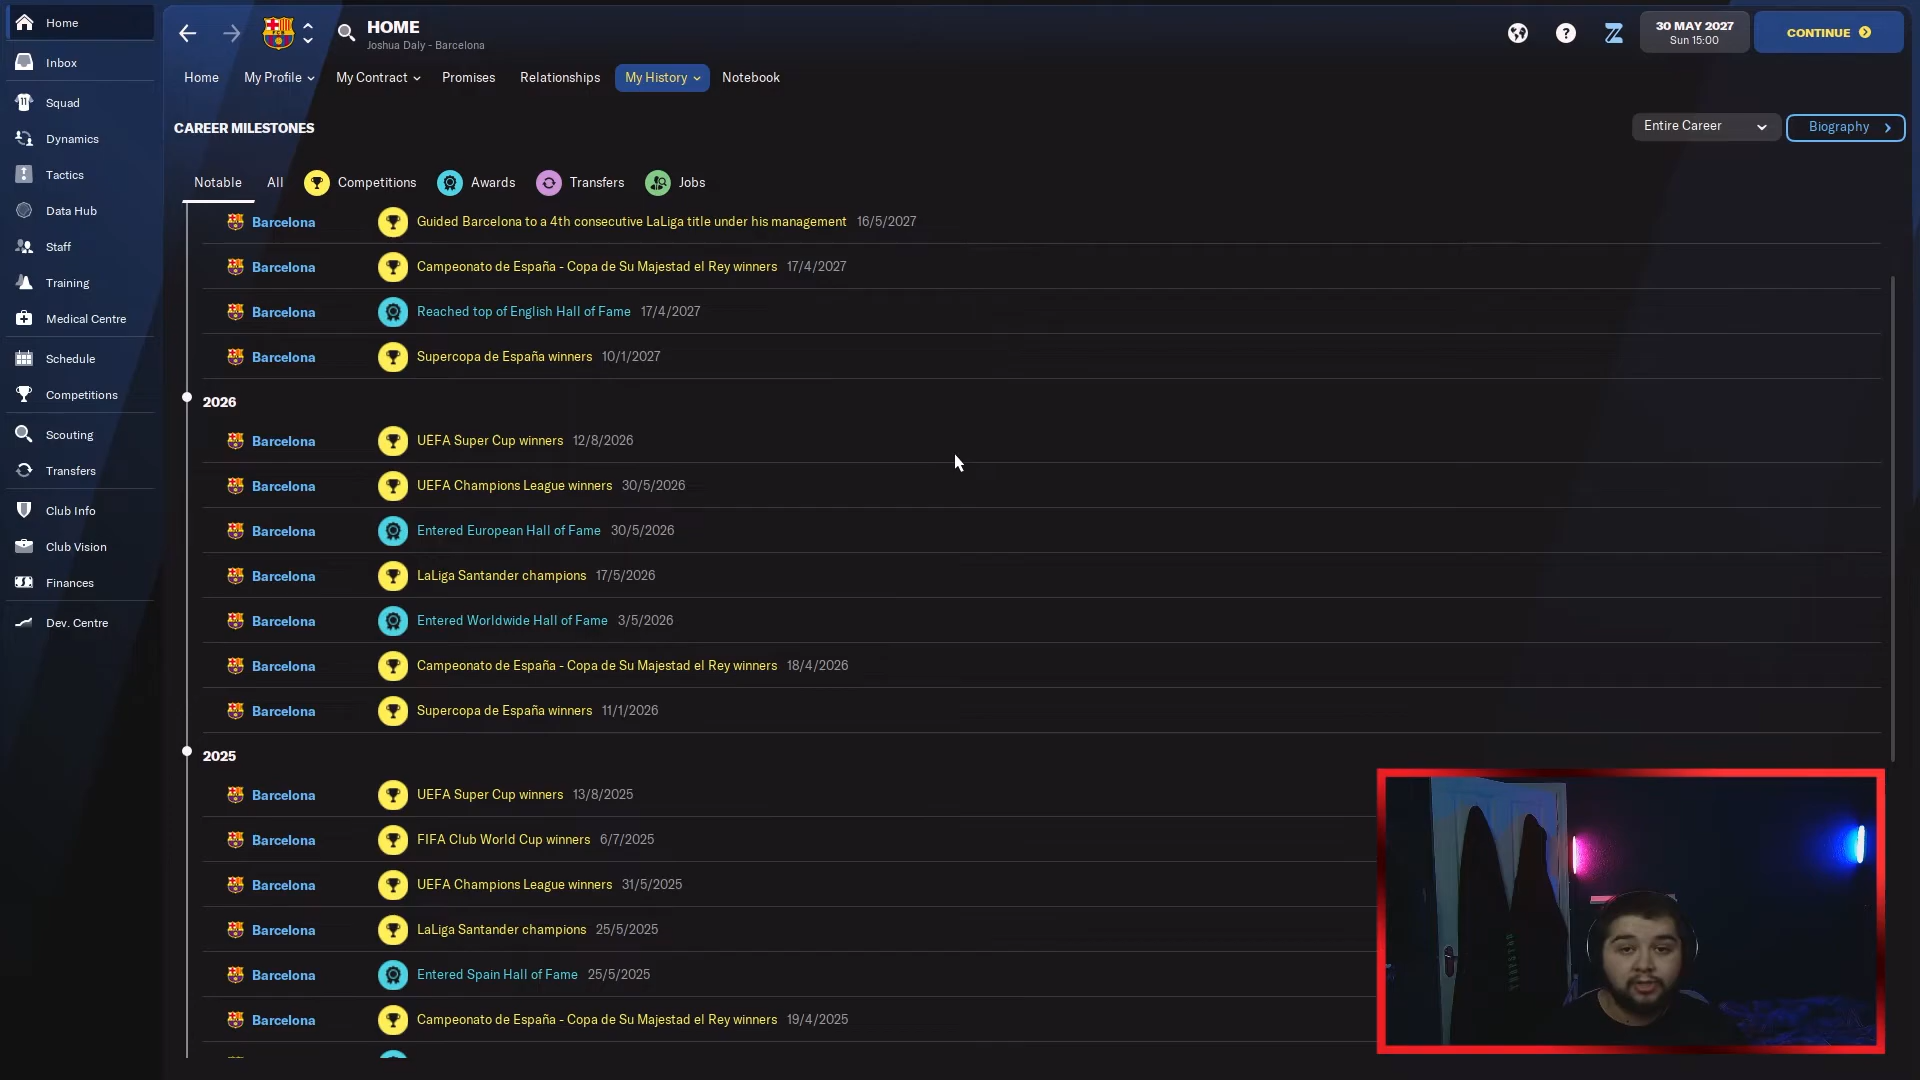 Home
Inbox
Squad
Dynamics
Tactics
Data Hub
Staff
Training
Medical Centre
Schedule
Competitions
Scouting
Transfers
Club Info
Club Vision
Finances
Dev. Centre
HOME
Joshua Daly - Barcelona
30 MAY 2027
Sun 15:00
CONTINUE
Home My Profile My Contract Promises Relationships My History Notebook
CAREER MILESTONES
Entire Career
Biography
Notable All Competitions Awards Transfers Jobs
Barcelona Guided Barcelona to a 4th consecutive LaLiga title under his management 16/5/2027
Barcelona Campeonato de España - Copa de Su Majestad el Rey winners 17/4/2027
Barcelona Reached top of English Hall of Fame 17/4/2027
Barcelona Supercopa de España winners 10/1/2027
2026
Barcelona UEFA Super Cup winners 12/8/2026
Barcelona UEFA Champions League winners 30/5/2026
Barcelona Entered European Hall of Fame 30/5/2026
Barcelona LaLiga Santander champions 17/5/2026
Barcelona Entered Worldwide Hall of Fame 3/5/2026
Barcelona Campeonato de España - Copa de Su Majestad el Rey winners 18/4/2026
Barcelona Supercopa de España winners 11/1/2026
2025
Barcelona UEFA Super Cup winners 13/8/2025
Barcelona FIFA Club World Cup winners 6/7/2025
Barcelona UEFA Champions League winners 31/5/2025
Barcelona LaLiga Santander champions 25/5/2025
Barcelona Entered Spain Hall of Fame 25/5/2025
Barcelona Campeonato de España - Copa de Su Majestad el Rey winners 19/4/2025